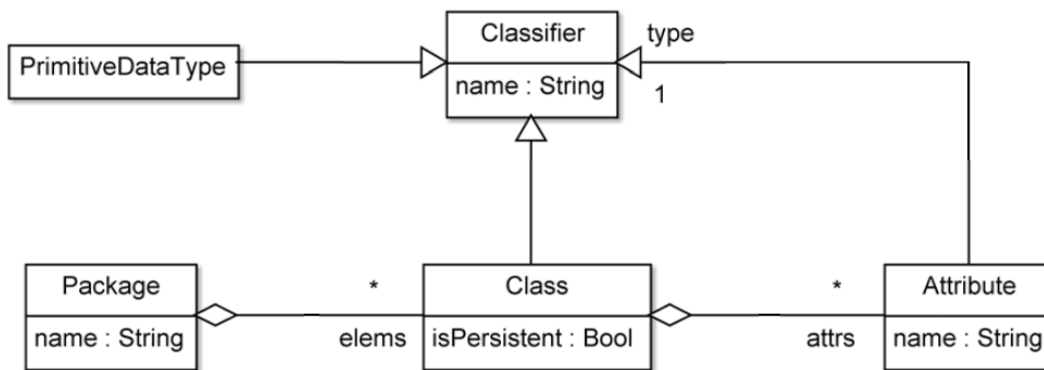 Classifier
type
PrimitiveDataType
name : String
1
Package
*
Class
*
Attribute
name : String
elems
isPersistent : Bool
attrs
name : String